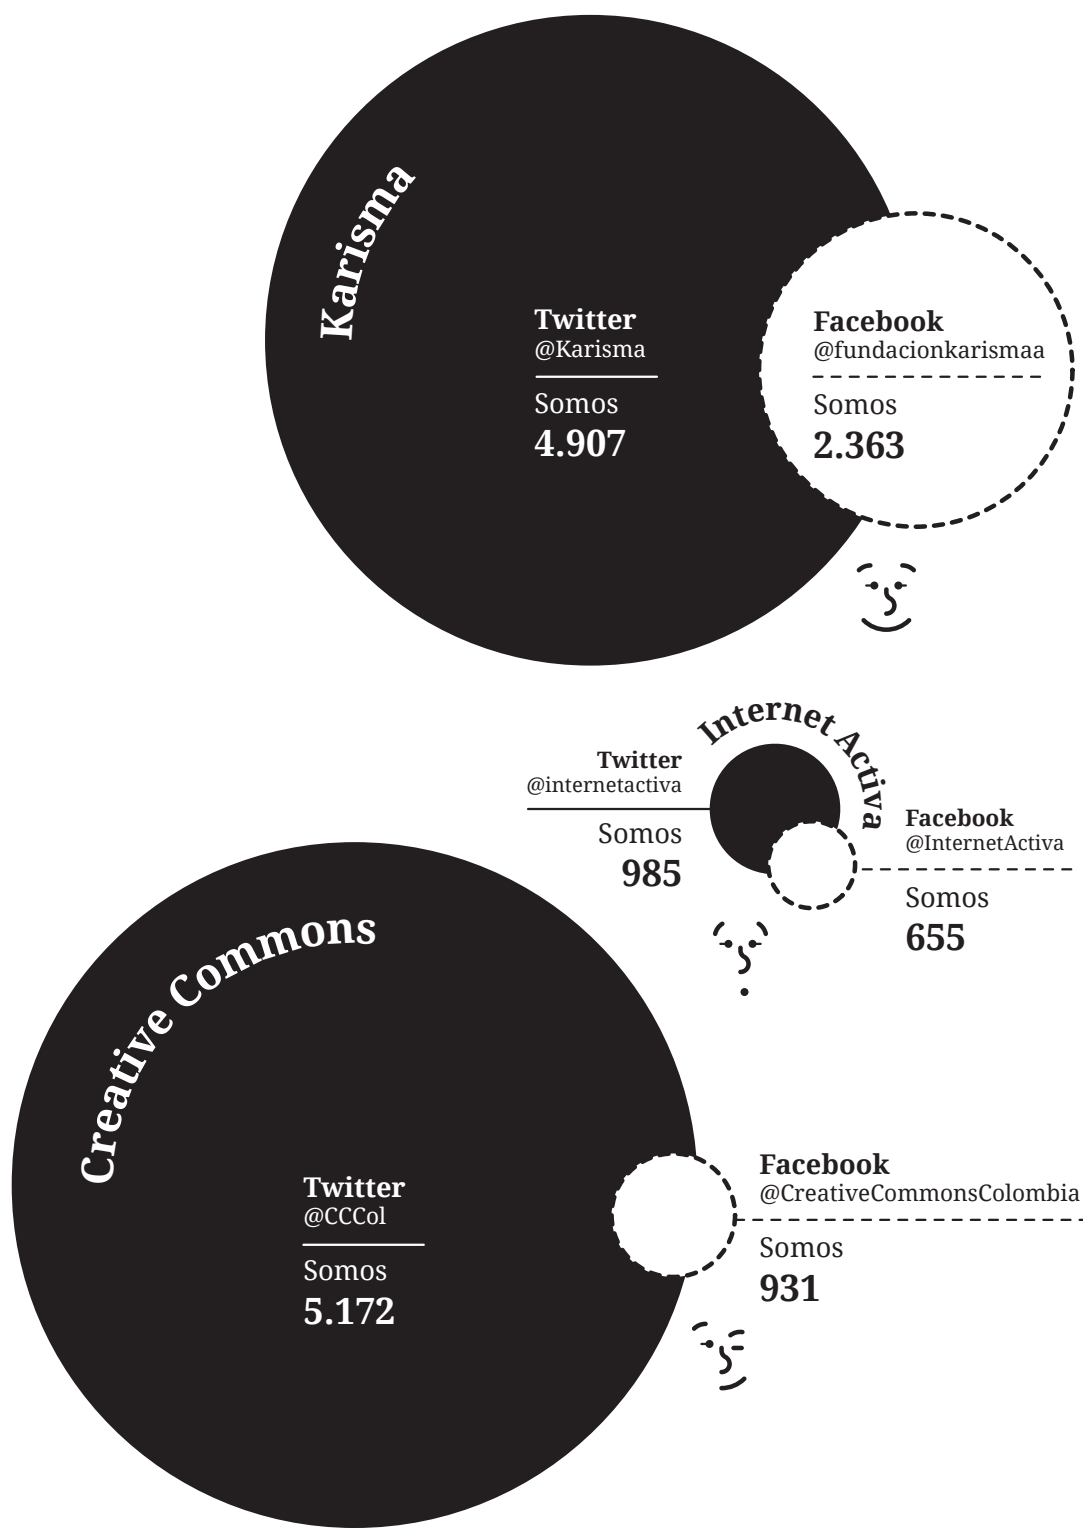 Karisma
Twitter
@Karisma
Somos
4.907
Facebook
@fundacionkarismaa
Somos
2.363
Internet Activa
Twitter
@internetactiva
Somos
985
Facebook
@InternetActiva
Somos
655
Creative Commons
Twitter
@CCCol
Somos
5.172
Facebook
@CreativeCommonsColombia
Somos
931